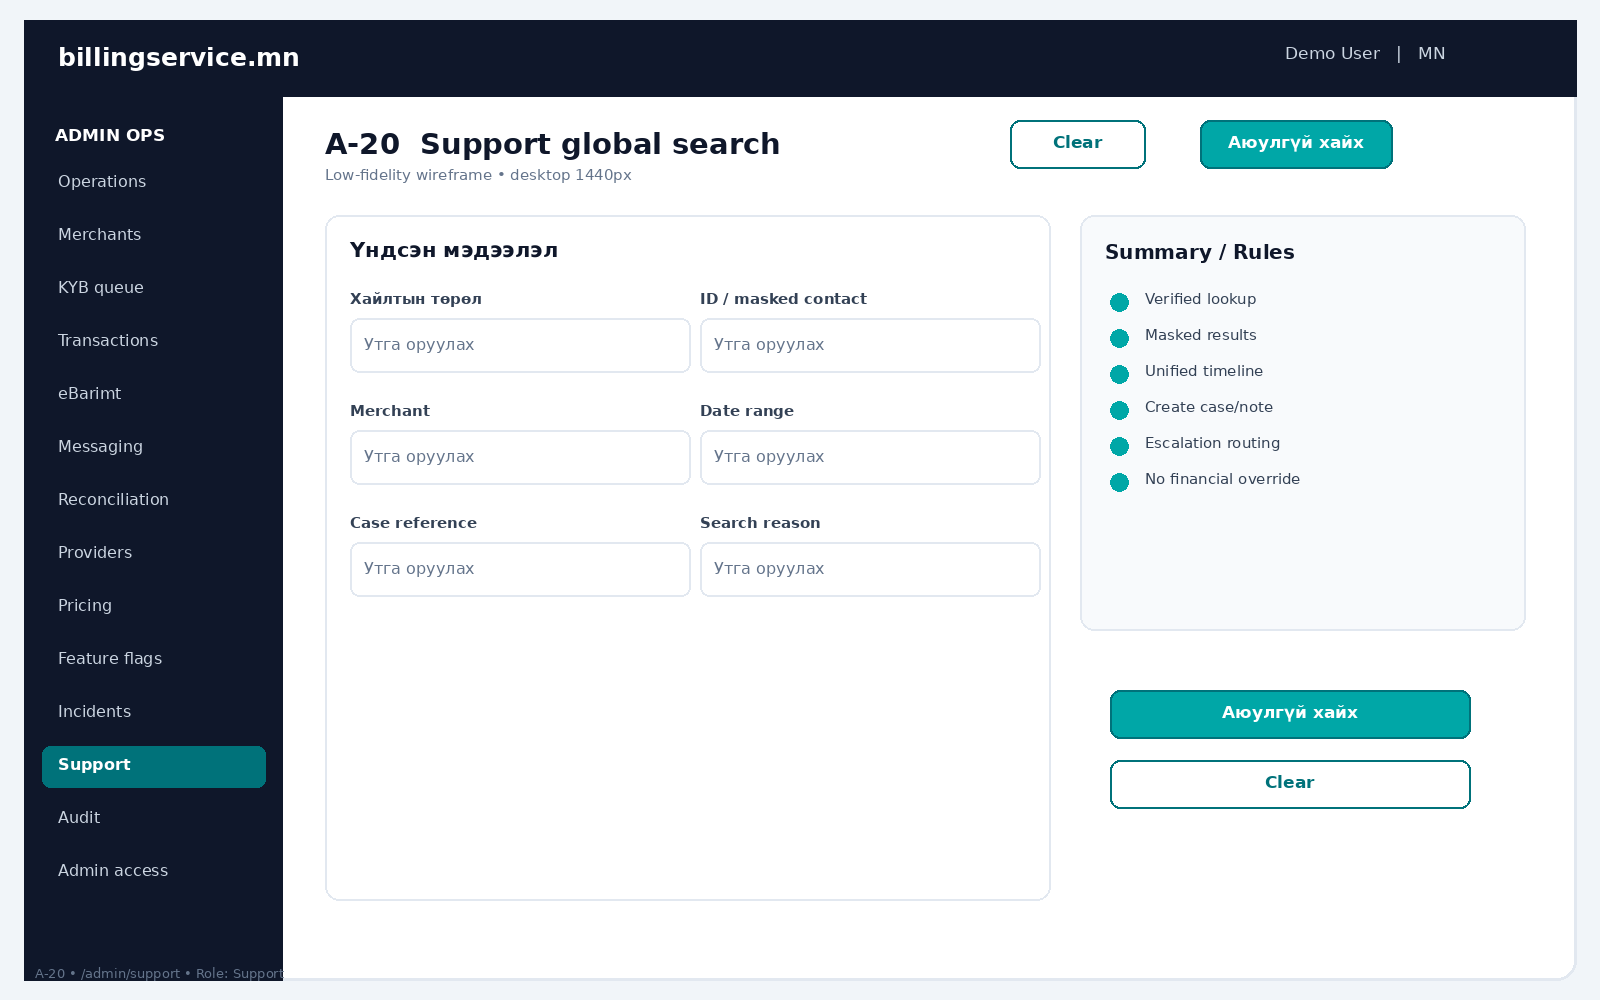 billingservice.mn
Demo User | MN
ADMIN OPS
Operations
Merchants
KYB queue
Transactions
eBarimt
Messaging
Reconciliation
Providers
Pricing
Feature flags
Incidents
Support
Audit
Admin access
A-20 • /admin/support • Role: Support
A-20 Support global search
Low-fidelity wireframe • desktop 1440px
Clear
Аюулгүй хайх
Үндсэн мэдээлэл
Хайлтын төрөл
ID / masked contact
Утга оруулах
Утга оруулах
Merchant
Date range
Утга оруулах
Утга оруулах
Case reference
Search reason
Утга оруулах
Утга оруулах
Summary / Rules
Verified lookup
Masked results
Unified timeline
Create case/note
Escalation routing
No financial override
Аюулгүй хайх
Clear